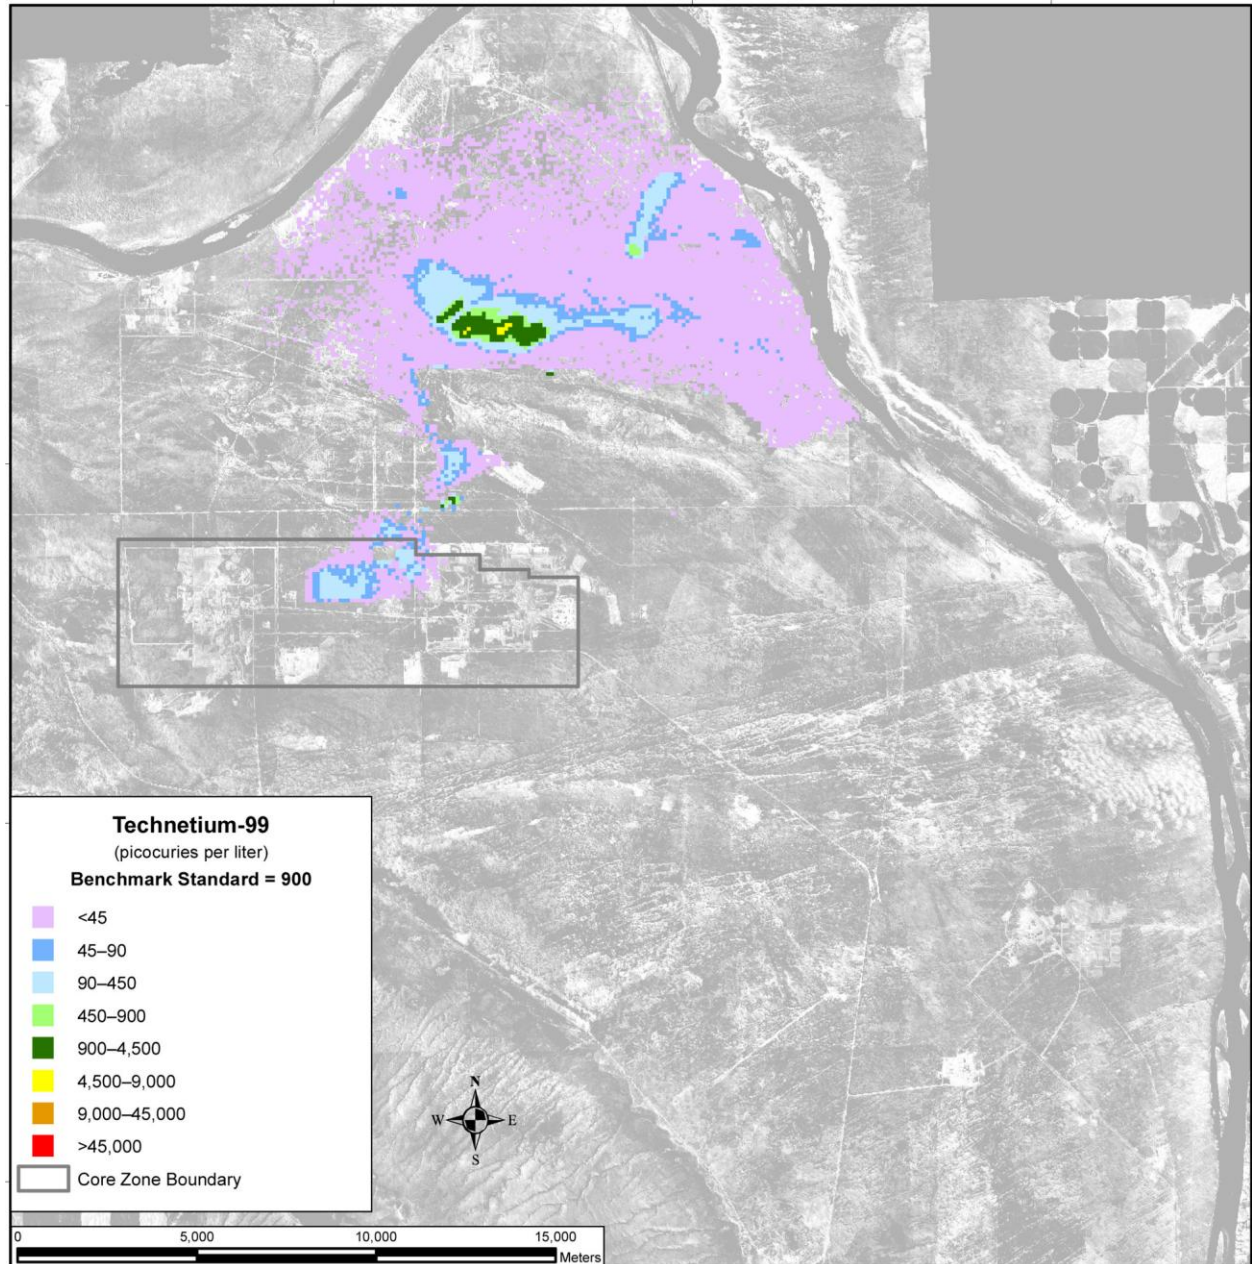 Technetium-99
(picocuries per liter)
Benchmark Standard = 900
<45
45–90
90–450
450–900
900–4,500
4,500–9,000
9,000–45,000
>45,000
Core Zone Boundary
N
W E
S
0 5,000 10,000 15,000
Meters